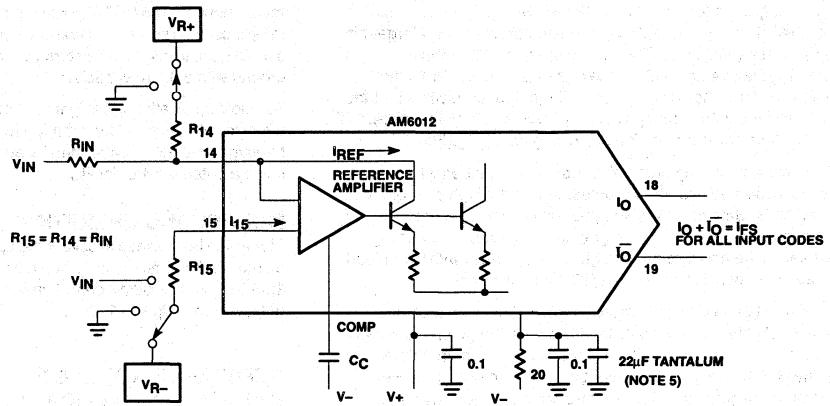 VR+
AM6012
R14
RIN
VIN
14
IREF
REFERENCE
AMPLIFIER
18
IO
IO + IO = IFS
FOR ALL INPUT CODES
IO
19
15
I15
R15 = R14 = RIN
R15
VIN
COMP
CC
0.1
20
0.1
22μF TANTALUM
(NOTE 5)
V–
V+
V–
VR–